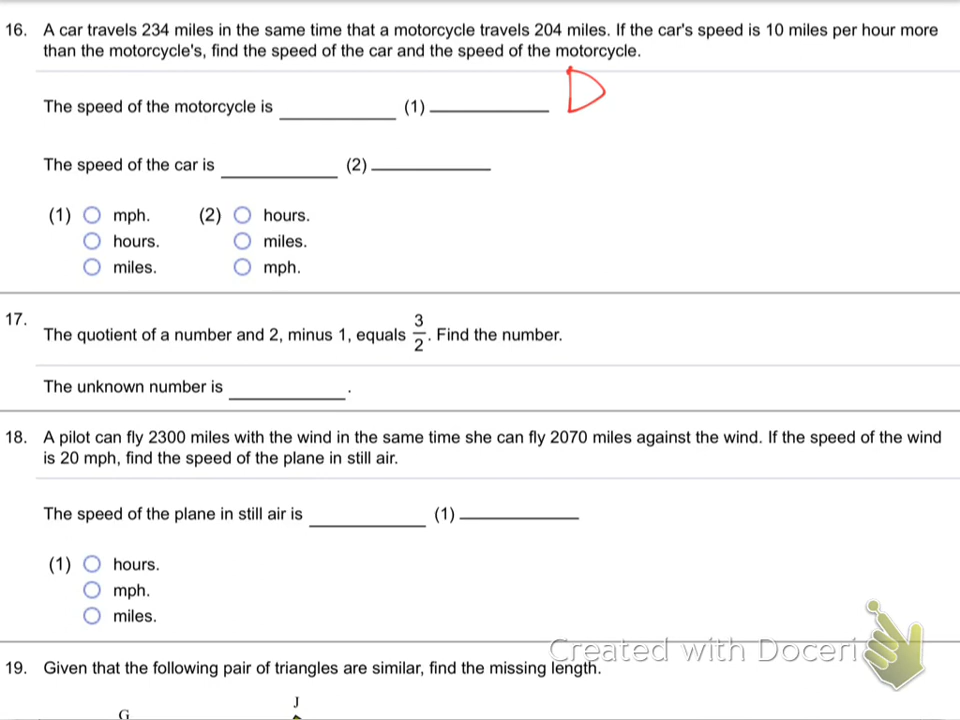 16. A car travels 234 miles in the same time that a motorcycle travels 204 miles. If the car's speed is 10 miles per hour more
than the motorcycle's, find the speed of the car and the speed of the motorcycle.
D
The speed of the motorcycle is ____________ (1) ____________
The speed of the car is ____________ (2) ____________
(1) mph. (2) hours.
hours. miles.
miles. mph.
17. The quotient of a number and 2, minus 1, equals 3/2. Find the number.
The unknown number is ____________.
18. A pilot can fly 2300 miles with the wind in the same time she can fly 2070 miles against the wind. If the speed of the wind
is 20 mph, find the speed of the plane in still air.
The speed of the plane in still air is ____________ (1) ____________
(1) hours.
mph.
miles.
Created with Doceri
19. Given that the following pair of triangles are similar, find the missing length.
J
G